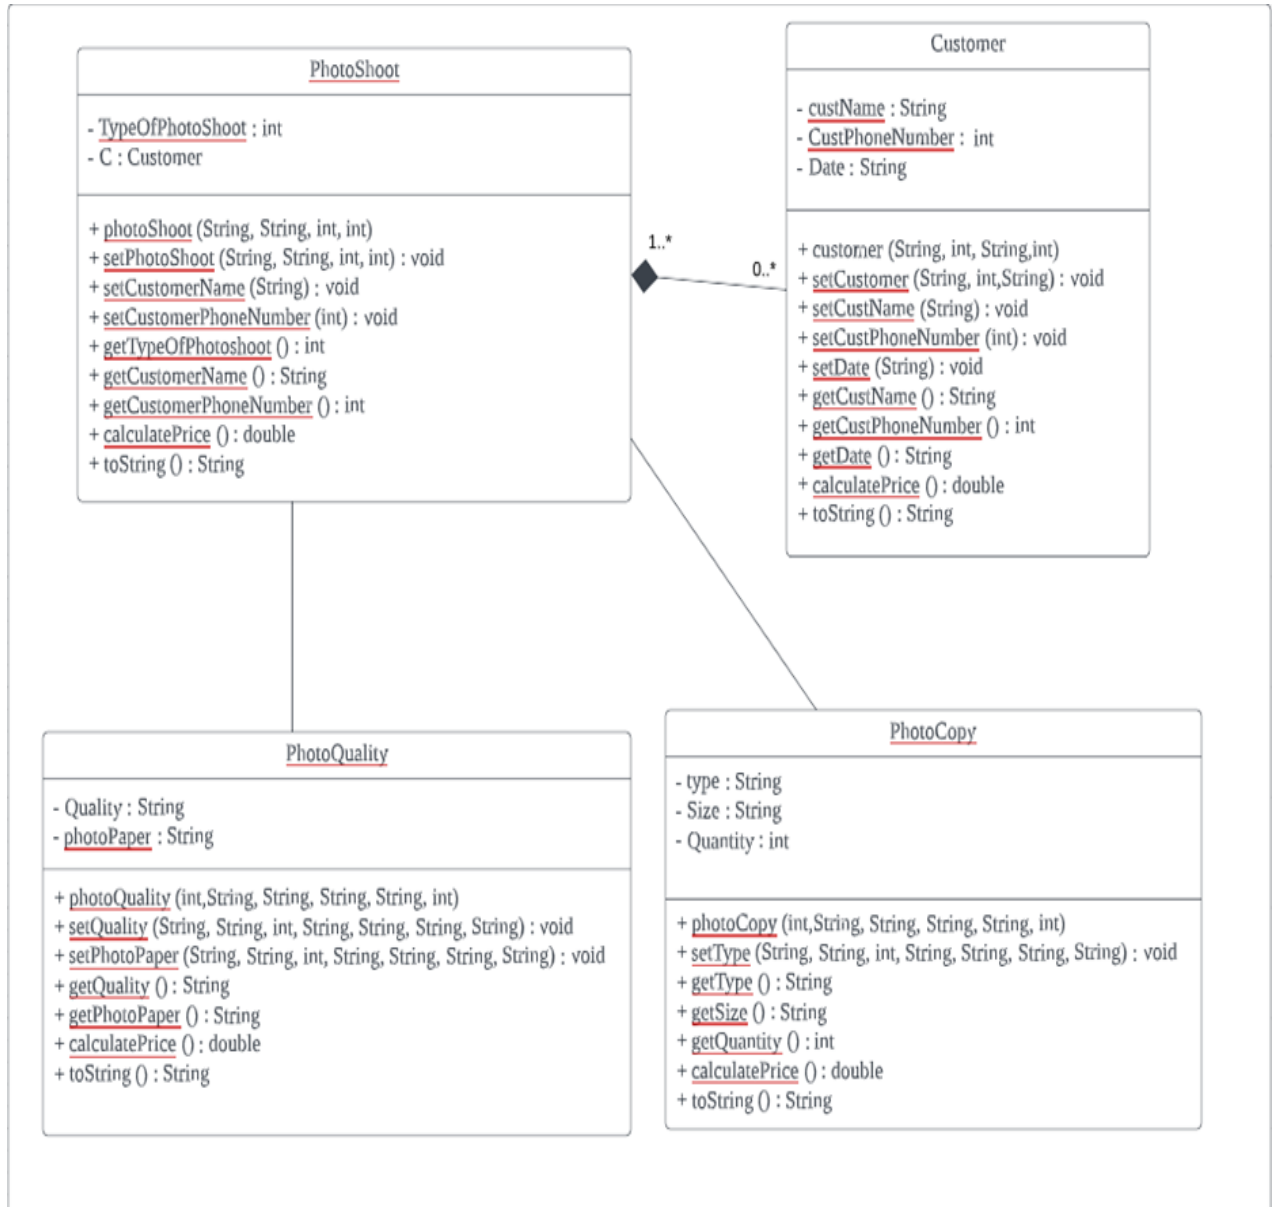 PhotoShoot
- TypeOfPhotoShoot : int
- C : Customer
+ photoShoot (String, String, int, int)
+ setPhotoShoot (String, String, int, int) : void
+ setCustomerName (String) : void
+ setCustomerPhoneNumber (int) : void
+ getTypeOfPhotoshoot () : int
+ getCustomerName () : String
+ getCustomerPhoneNumber () : int
+ calculatePrice () : double
+ toString () : String
1..*
0..*
Customer
- custName : String
- CustPhoneNumber : int
- Date : String
+ customer (String, int, String,int)
+ setCustomer (String, int,String) : void
+ setCustName (String) : void
+ setCustPhoneNumber (int) : void
+ setDate (String) : void
+ getCustName () : String
+ getCustPhoneNumber () : int
+ getDate () : String
+ calculatePrice () : double
+ toString () : String
PhotoQuality
- Quality : String
- photoPaper : String
+ photoQuality (int,String, String, String, String, int)
+ setQuality (String, String, int, String, String, String, String) : void
+ setPhotoPaper (String, String, int, String, String, String, String) : void
+ getQuality () : String
+ getPhotoPaper () : String
+ calculatePrice () : double
+ toString () : String
PhotoCopy
- type : String
- Size : String
- Quantity : int
+ photoCopy (int,String, String, String, String, int)
+ setType (String, String, int, String, String, String, String) : void
+ getType () : String
+ getSize () : String
+ getQuantity () : int
+ calculatePrice () : double
+ toString () : String